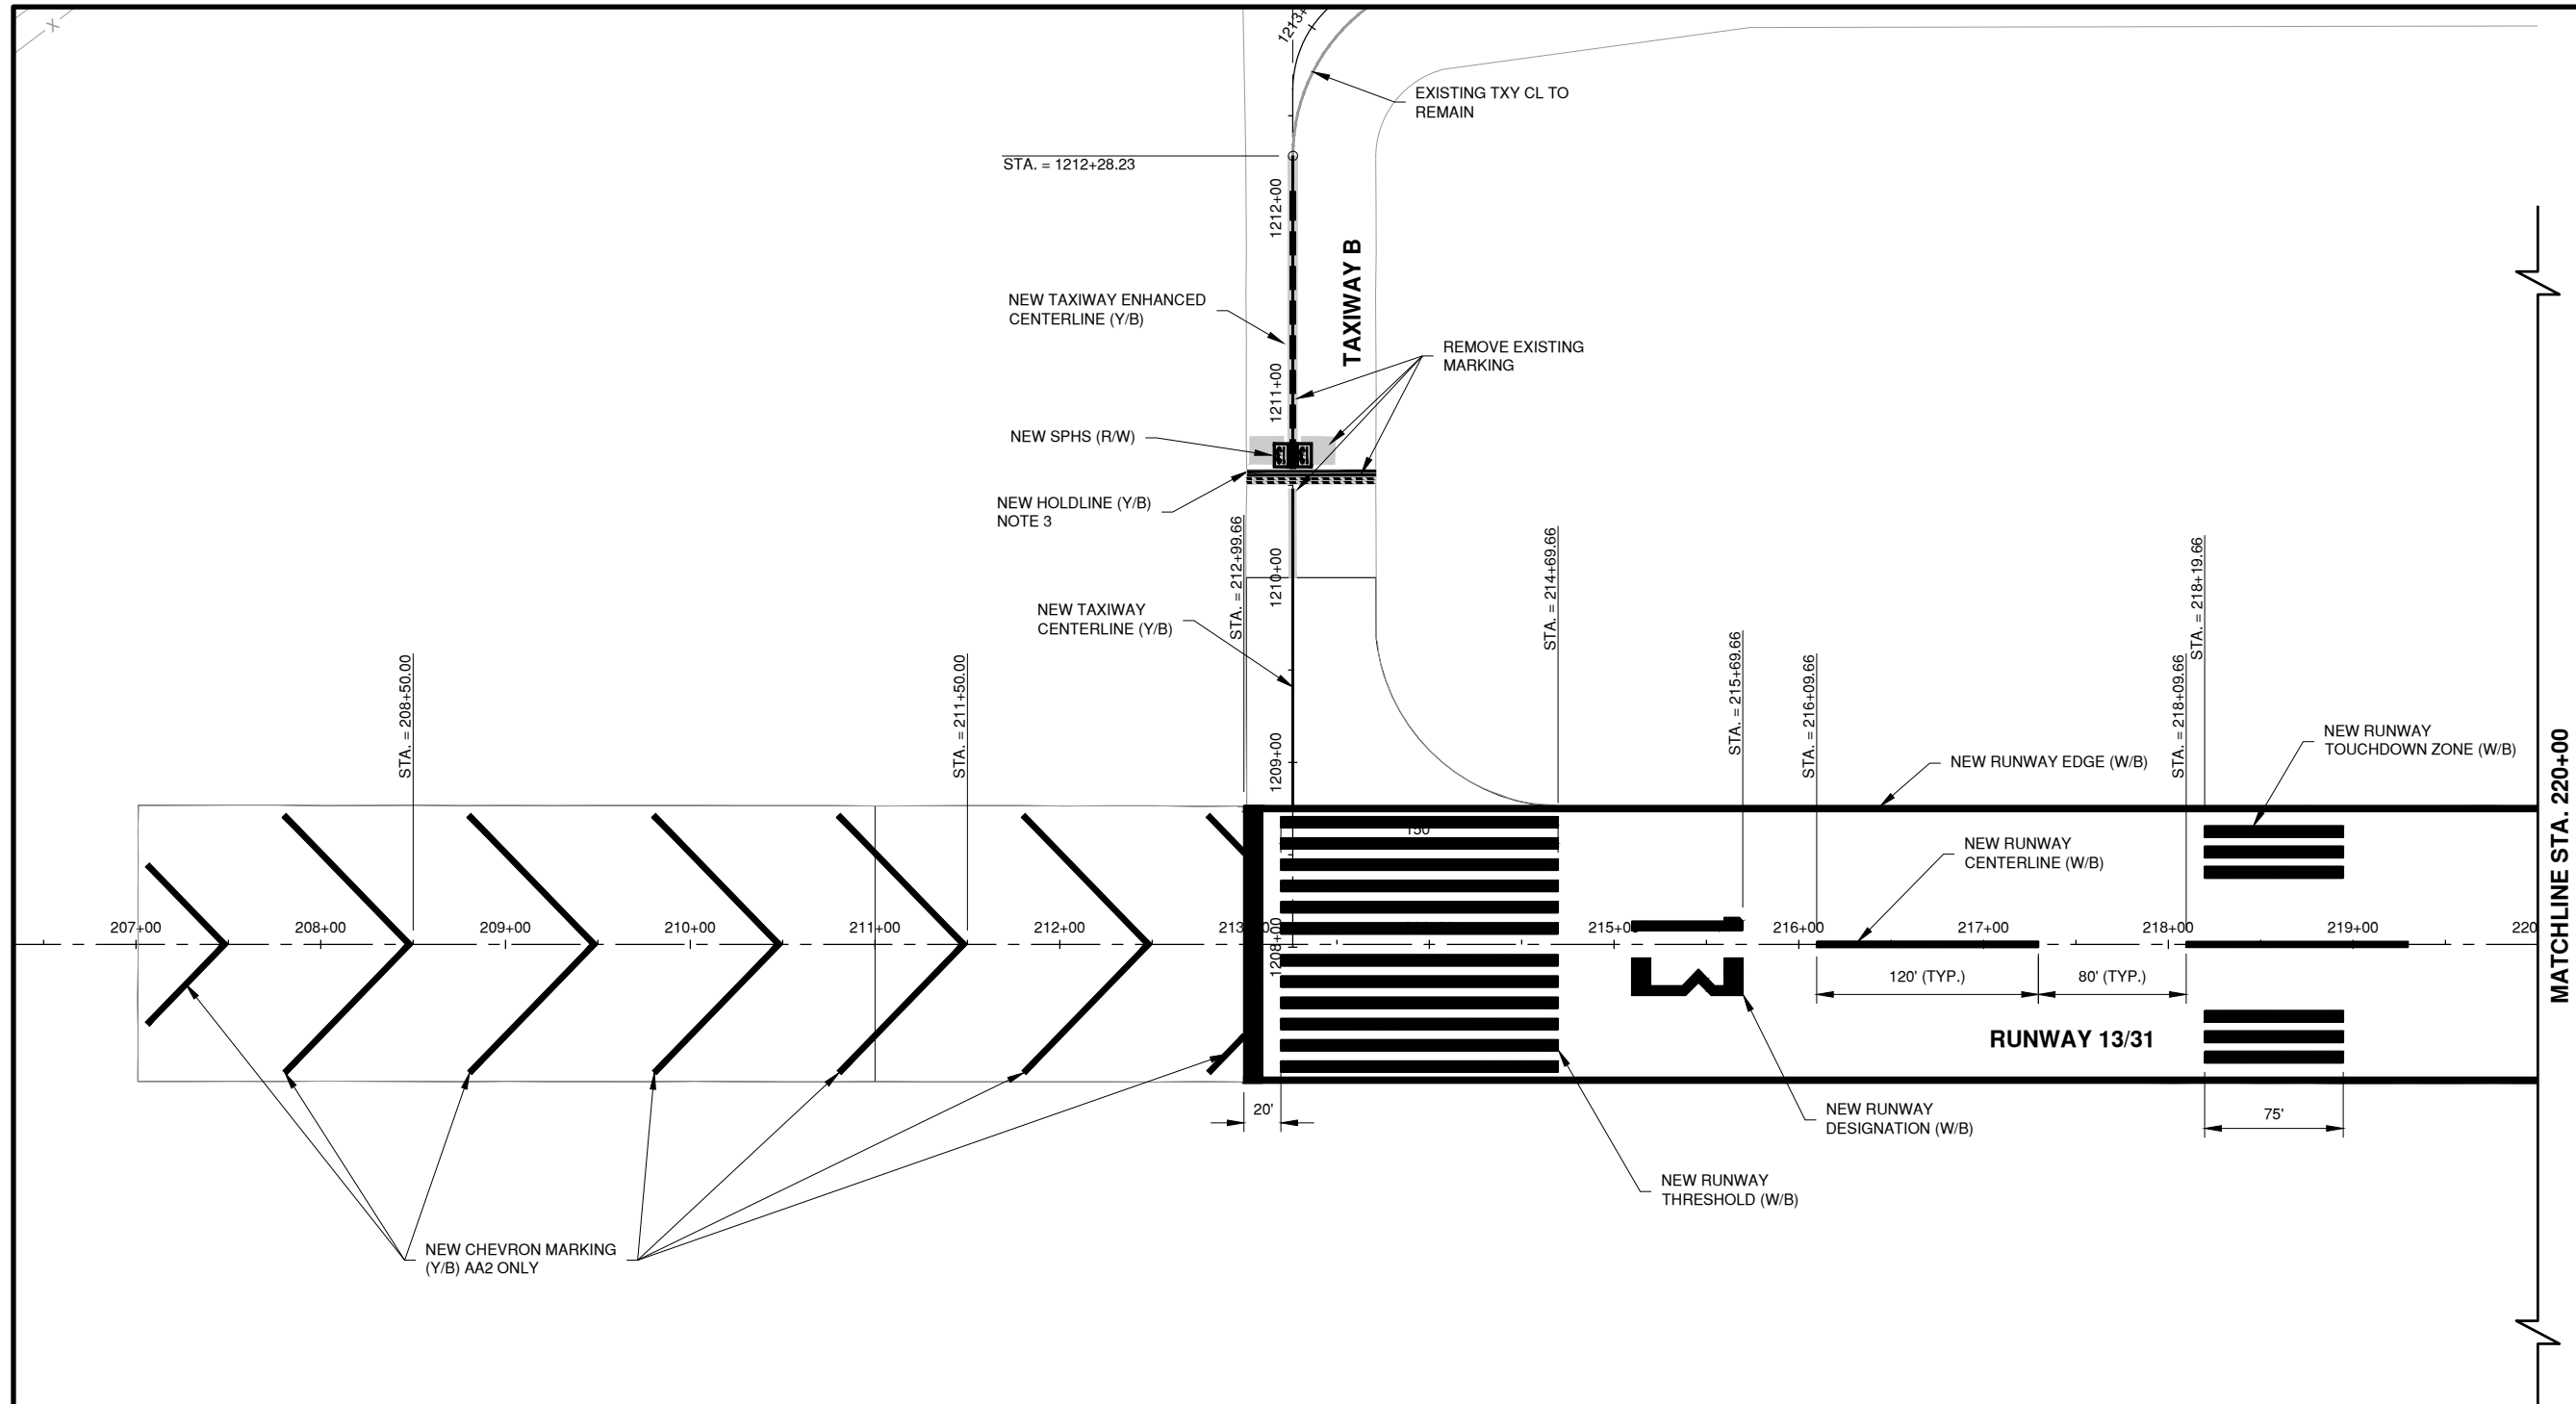 X
1213+
EXISTING TXY CL TO
REMAIN
STA. = 1212+28.23
1212+00
TAXIWAY B
NEW TAXIWAY ENHANCED
CENTERLINE (Y/B)
REMOVE EXISTING
MARKING
1211+00
NEW SPHS (R/W)
NEW HOLDLINE (Y/B)
NOTE 3
STA. = 212+99.66
1210+00
STA. = 214+69.66
STA. = 218+19.66
NEW TAXIWAY
CENTERLINE (Y/B)
STA. = 208+50.00
STA. = 211+50.00
STA. = 215+69.66
STA. = 216+09.66
STA. = 218+09.66
1209+00
NEW RUNWAY EDGE (W/B)
NEW RUNWAY
TOUCHDOWN ZONE (W/B)
MATCHLINE STA. 220+00
150'
NEW RUNWAY
CENTERLINE (W/B)
207+00
208+00
209+00
210+00
211+00
212+00
1208+00
215+00
216+00
217+00
218+00
219+00
220
13
120' (TYP.)
80' (TYP.)
RUNWAY 13/31
20'
NEW RUNWAY
DESIGNATION (W/B)
75'
NEW RUNWAY
THRESHOLD (W/B)
NEW CHEVRON MARKING
(Y/B) AA2 ONLY